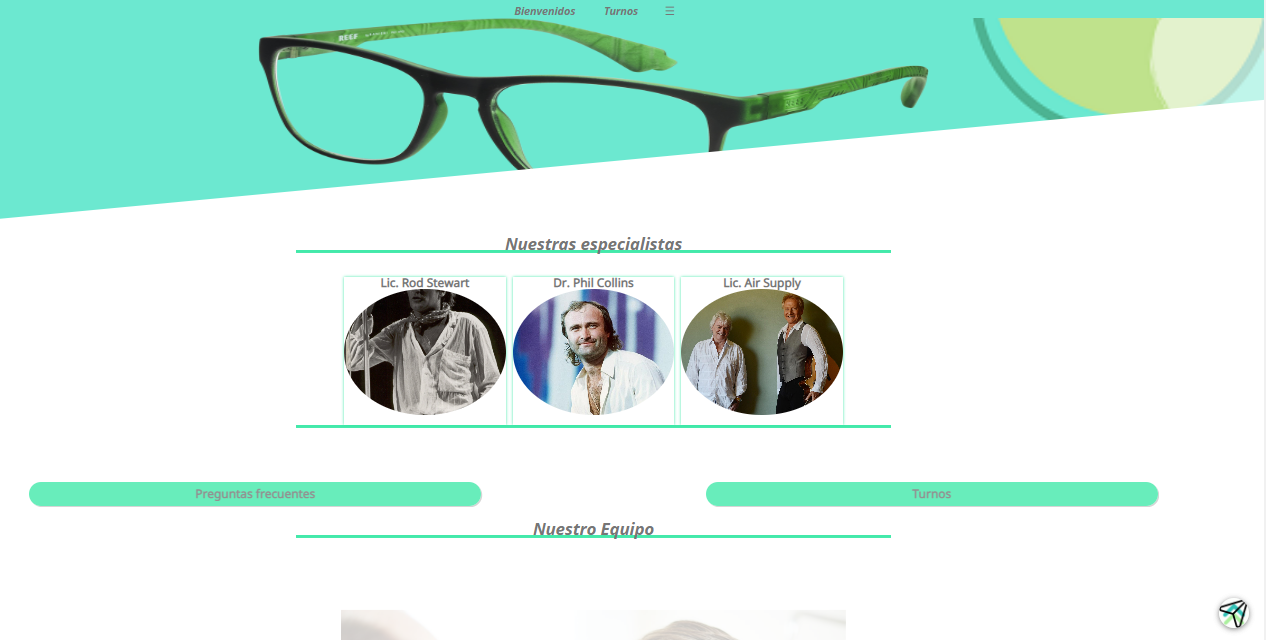 Bienvenidos Turnos
REEF
Nuestras especialistas
Lic. Rod Stewart Dr. Phil Collins Lic. Air Supply
Preguntas frecuentes Turnos
Nuestro Equipo